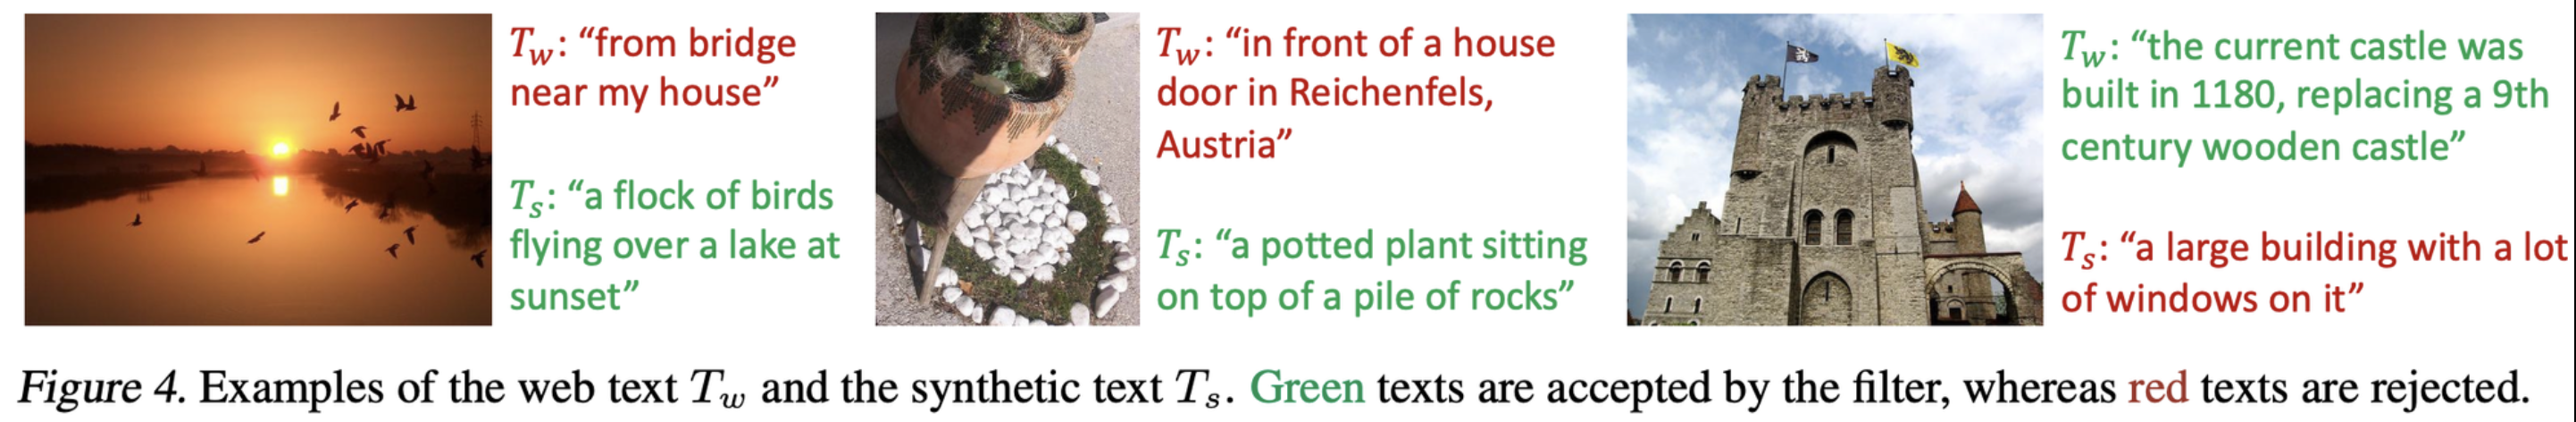 T_w: “from bridge
near my house”
T_s: “a flock of birds
flying over a lake at
sunset”
T_w: “in front of a house
door in Reichenfels,
Austria”
T_s: “a potted plant sitting
on top of a pile of rocks”
T_w: “the current castle was
built in 1180, replacing a 9th
century wooden castle”
T_s: “a large building with a lot
of windows on it”
Figure 4. Examples of the web text T_w and the synthetic text T_s. Green texts are accepted by the filter, whereas red texts are rejected.